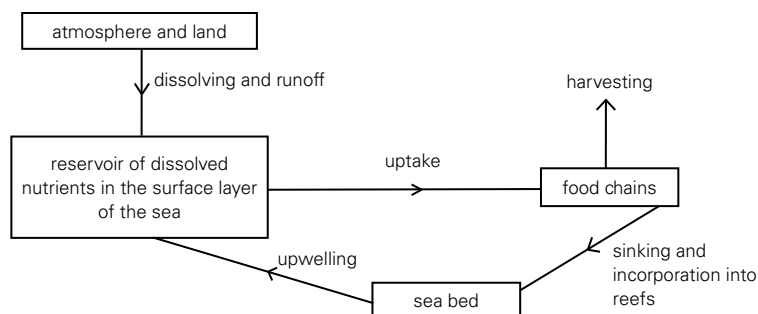 atmosphere and land
dissolving and runoff
harvesting
reservoir of dissolved
nutrients in the surface layer
of the sea
uptake
food chains
upwelling
sinking and
incorporation into
reefs
sea bed